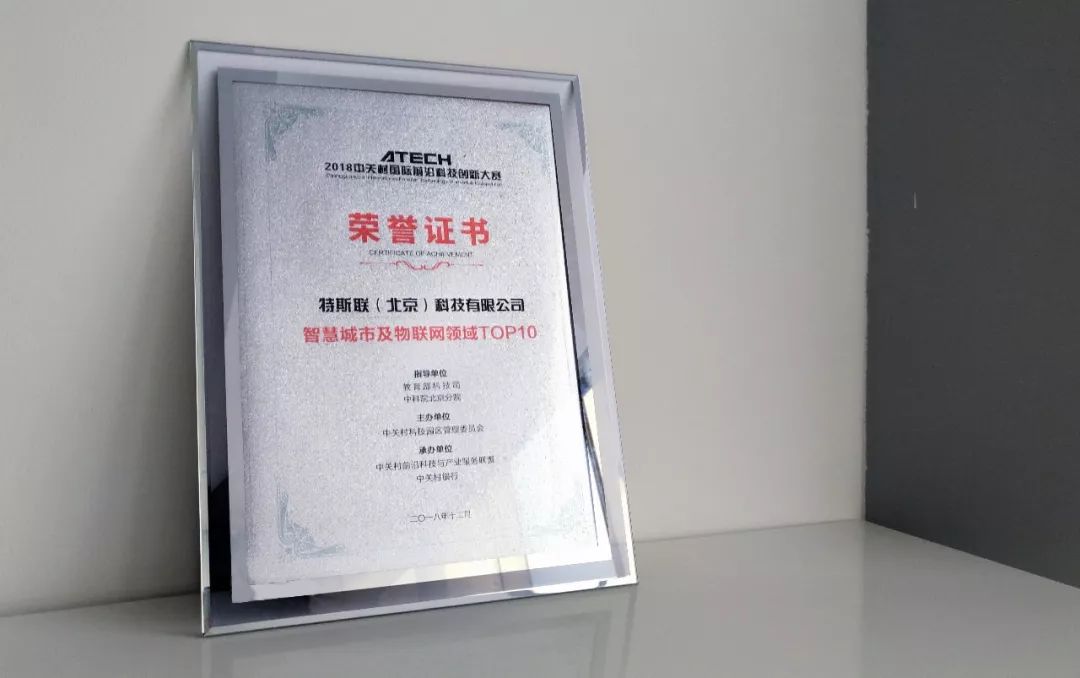 ATECH
2018中关村国际前沿科技创新大赛
荣誉证书
CERTIFICATE OF ACHIEVEMENT
特斯联（北京）科技有限公司
智慧城市及物联网领域TOP10
指导单位
教育部科技司
中科院北京分院
主办单位
中关村科技园区管理委员会
承办单位
中关村前沿科技与产业服务联盟
中关村银行
二〇一八年十二月